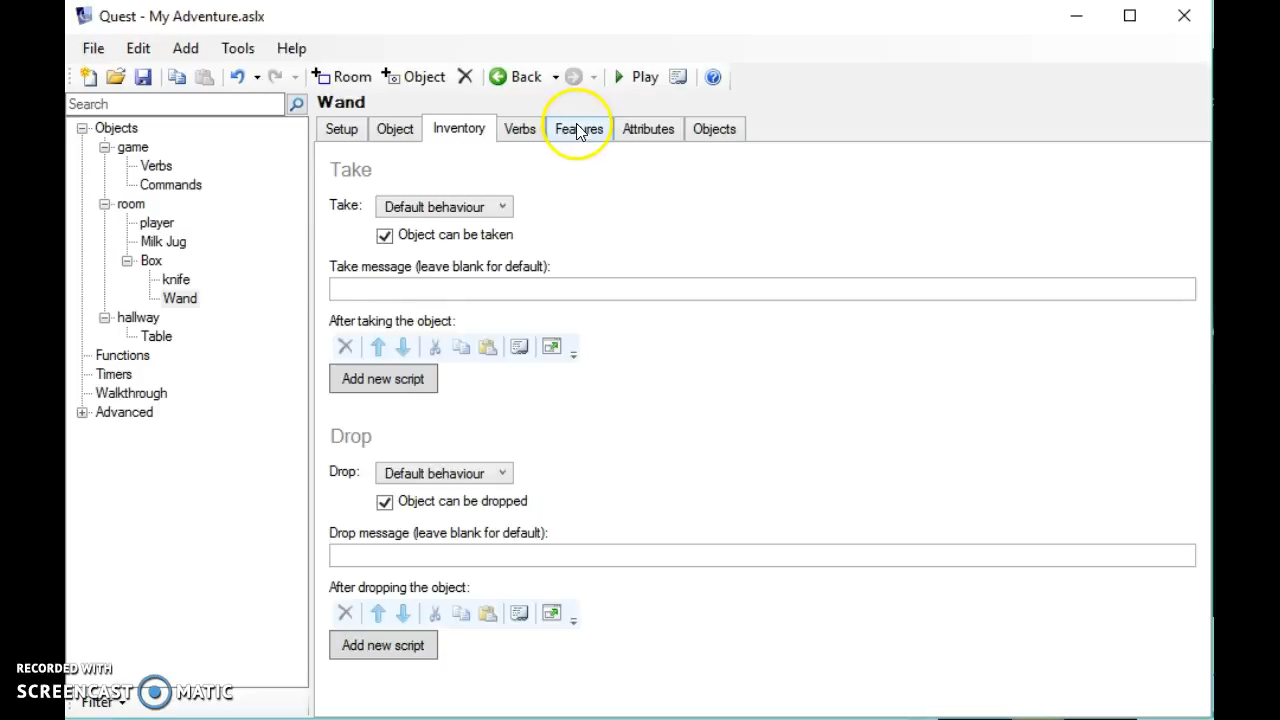 Quest - My Adventure.aslx
File Edit Add Tools Help
Room Object Back Play
Search
Objects
game
Verbs
Commands
room
player
Milk Jug
Box
knife
Wand
hallway
Table
Functions
Timers
Walkthrough
Advanced
Filter
Wand
Setup Object Inventory Verbs Features Attributes Objects
Take
Take: Default behaviour
Object can be taken
Take message (leave blank for default):
After taking the object:
Add new script
Drop
Drop: Default behaviour
Object can be dropped
Drop message (leave blank for default):
After dropping the object:
Add new script
RECORDED WITH
SCREENCAST MATIC